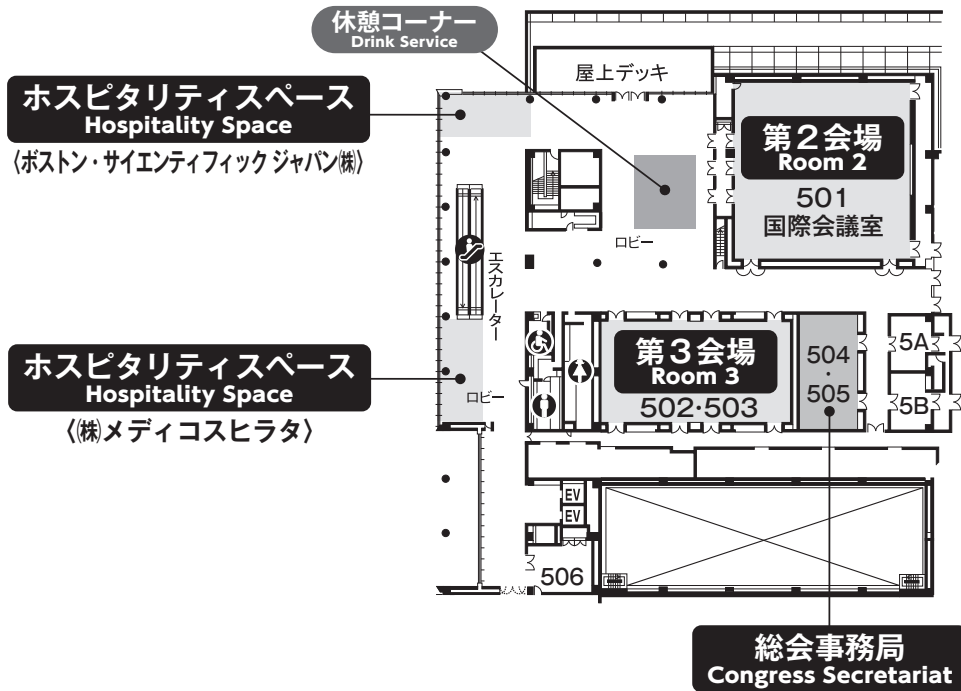 休憩コーナー
Drink Service
屋上デッキ
ホスピタリティスペース
Hospitality Space
〈ボストン・サイエンティフィック ジャパン㈱〉
第2会場
Room 2
501
国際会議室
ロビー
エスカレーター
ホスピタリティスペース
Hospitality Space
〈㈱メディコスヒラタ〉
ロビー
第3会場
Room 3
502・503
504
・
505
5A
5B
EV
EV
506
総会事務局
Congress Secretariat